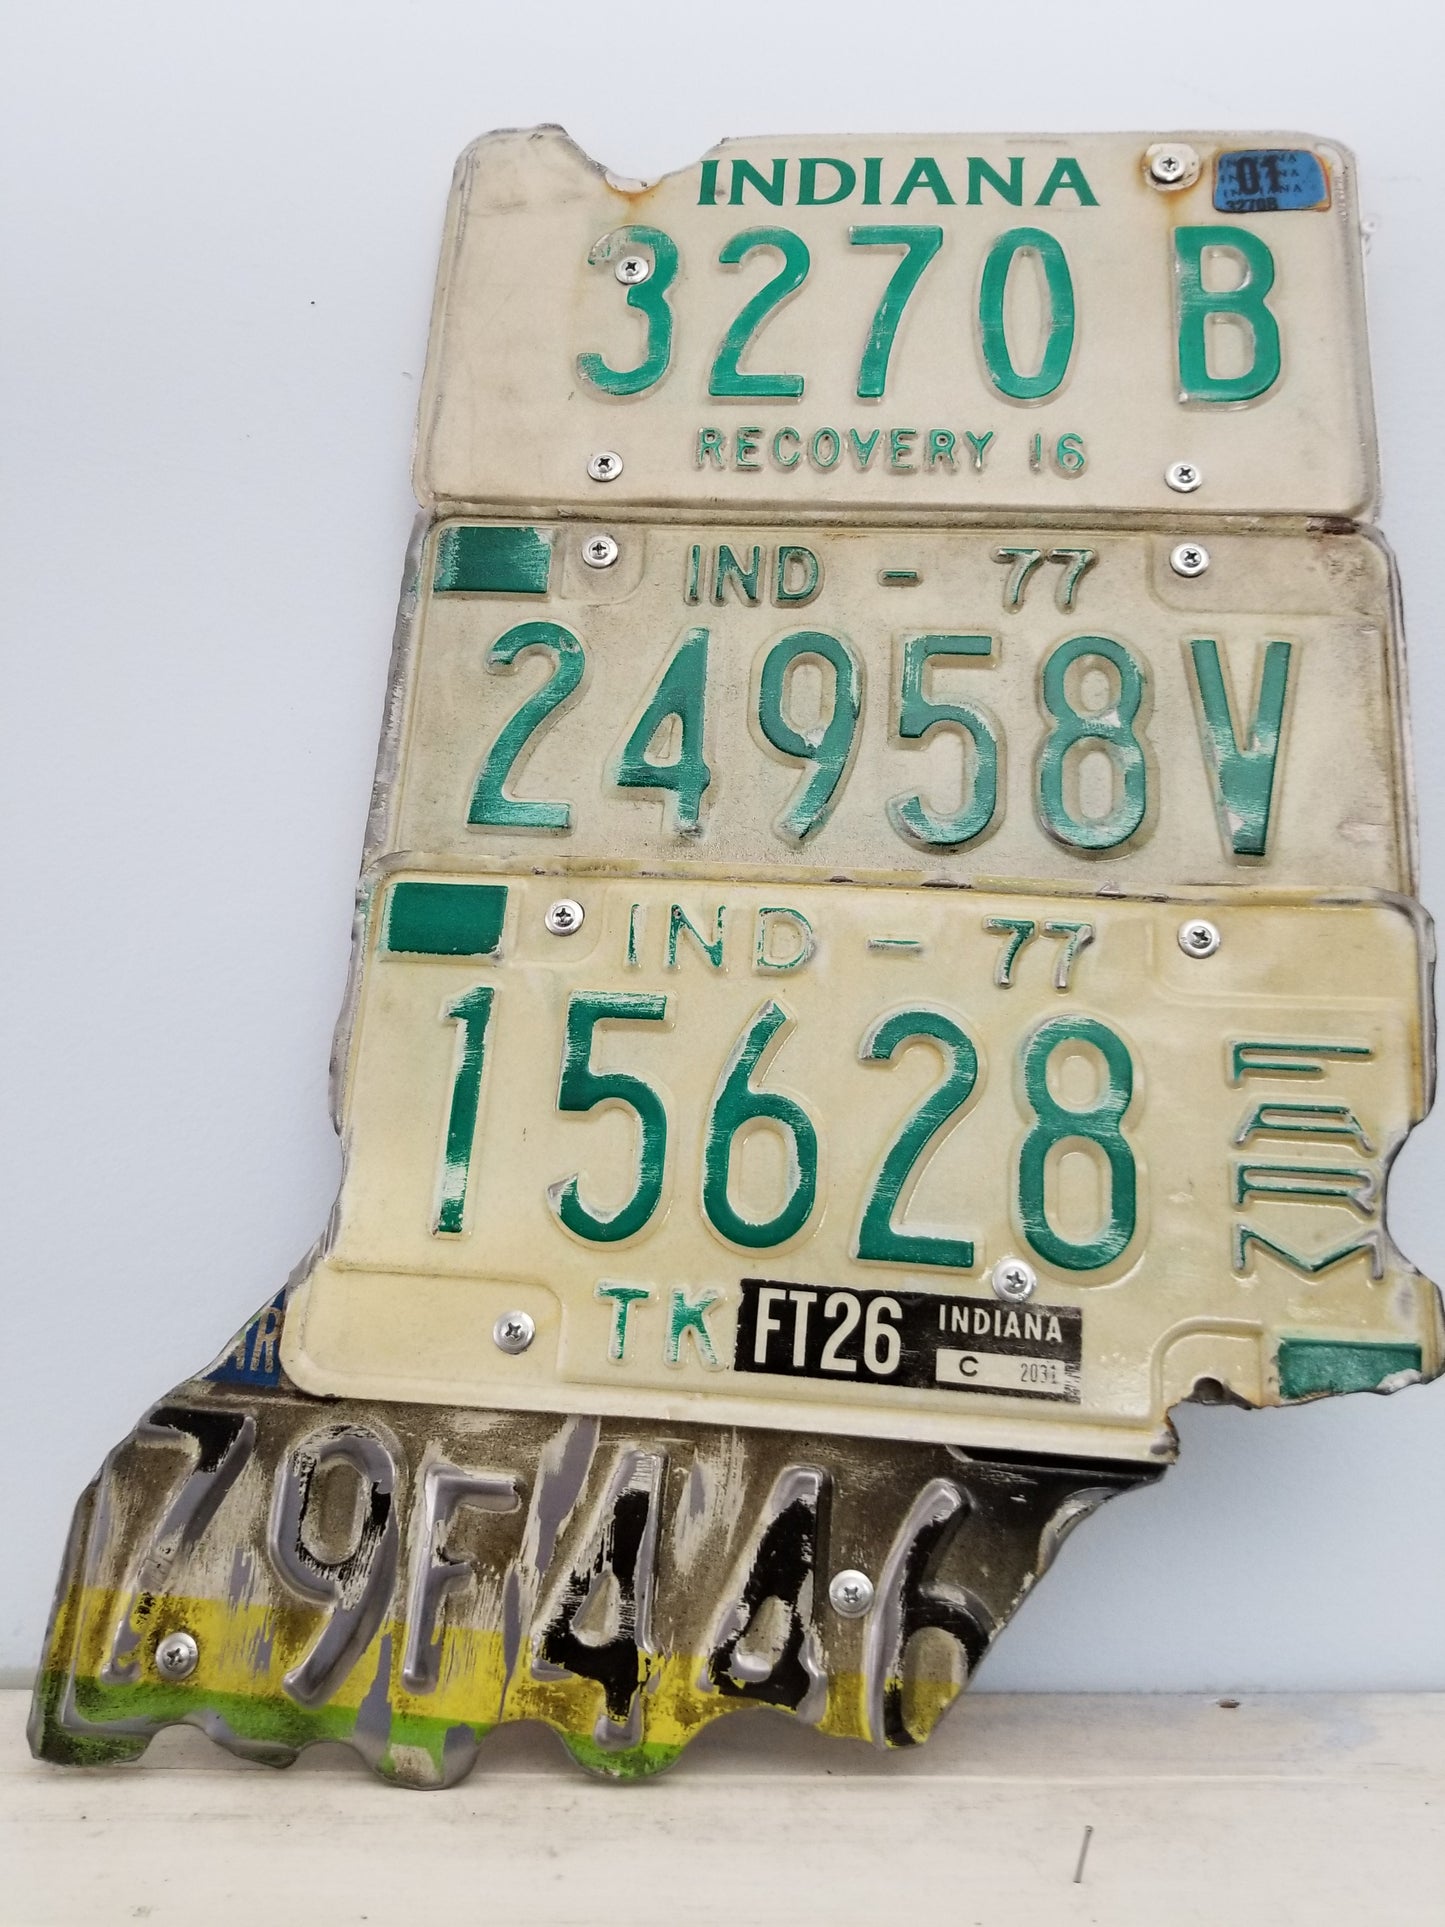 INDIANA 01
3270B
3270 B
RECOVERY 16
IND - 77
24958V
IND - 77
15628
FARM
TK FT26 INDIANA
C 2031
79F446